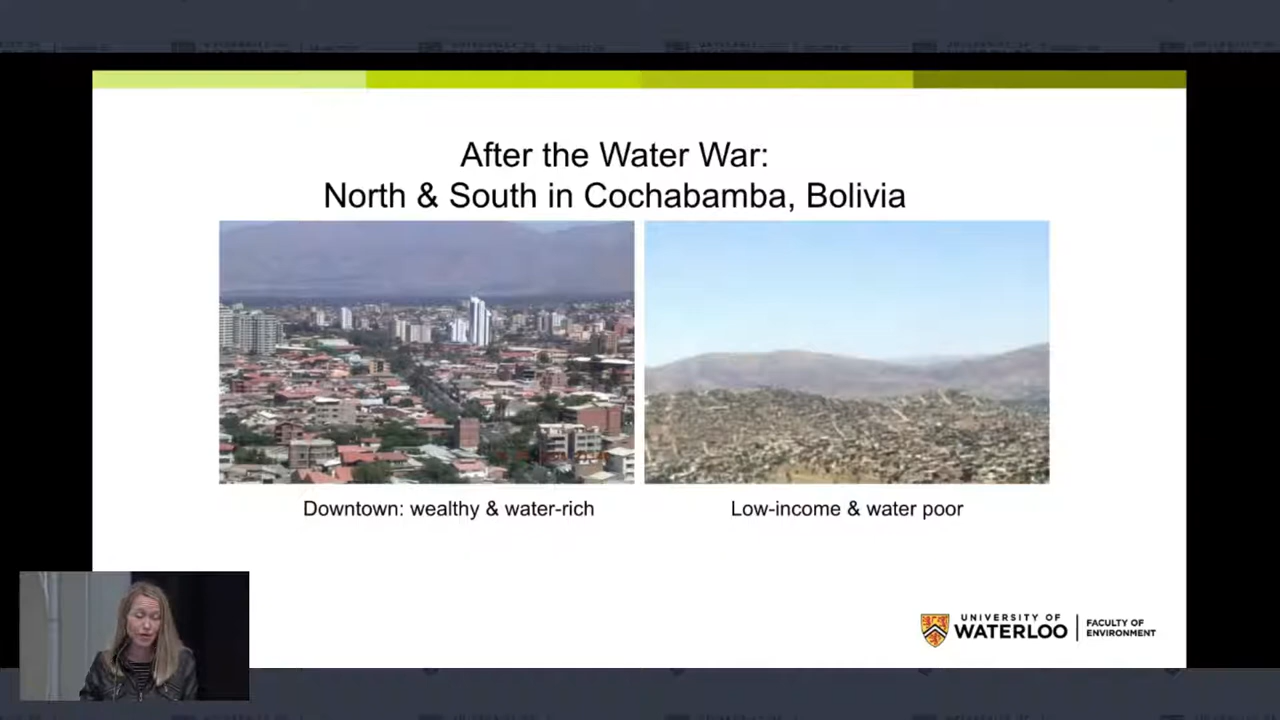 After the Water War:
North & South in Cochabamba, Bolivia
Downtown: wealthy & water-rich
Low-income & water poor
UNIVERSITY OF
WATERLOO
FACULTY OF
ENVIRONMENT